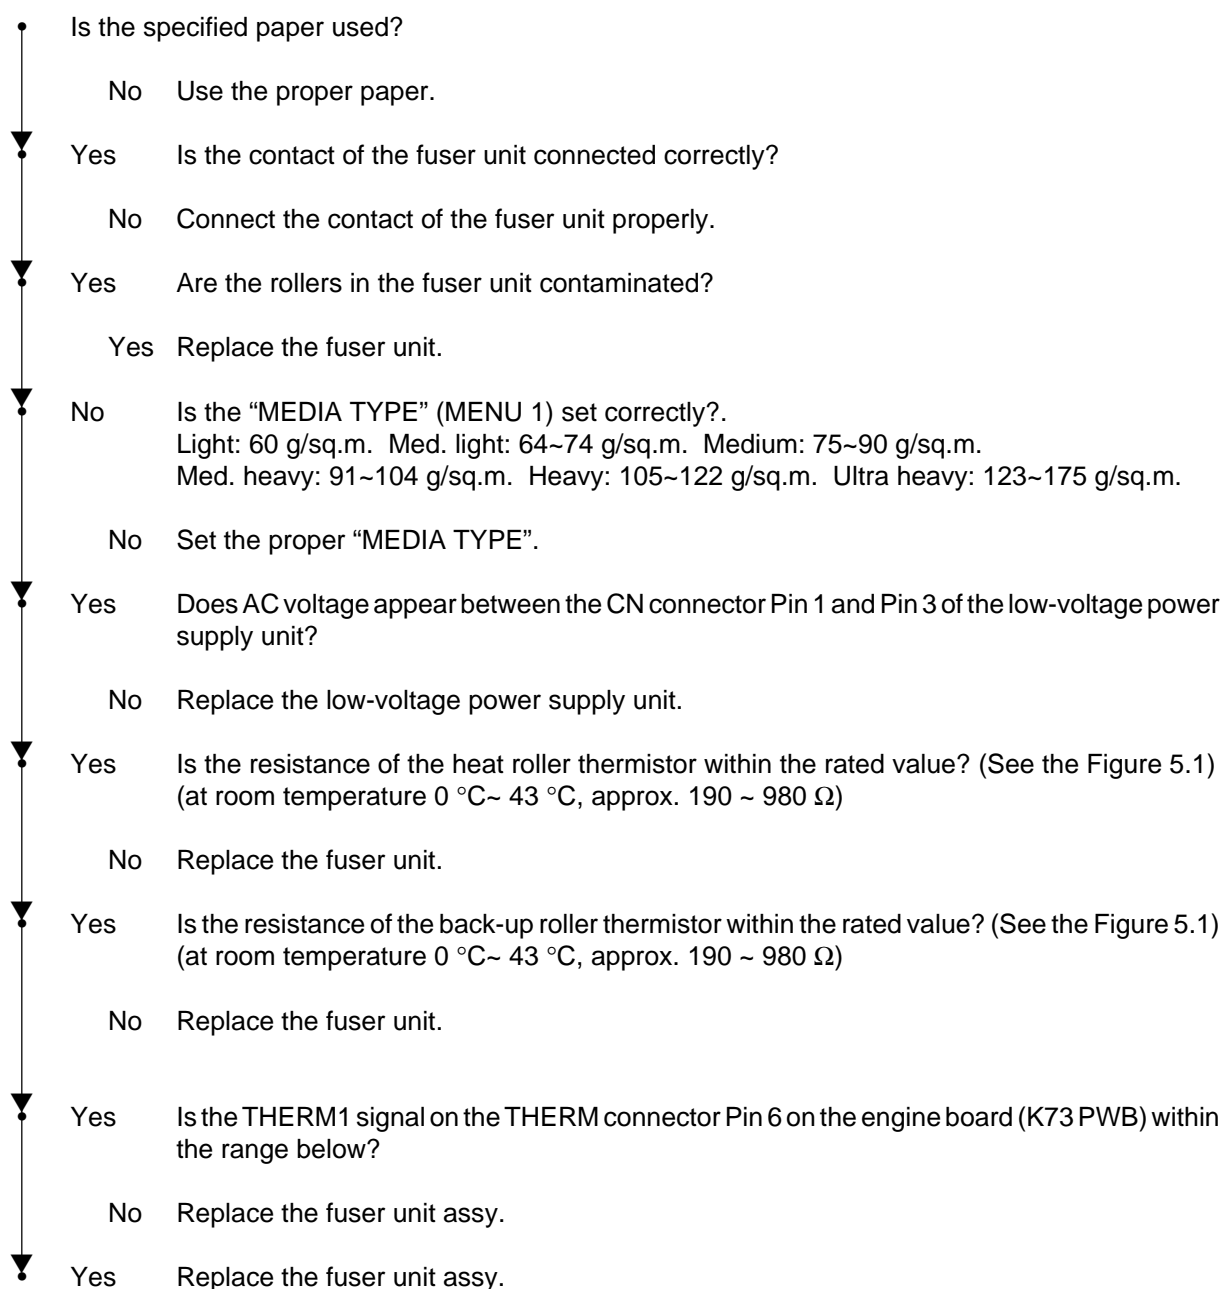 Is the specified paper used?
No Use the proper paper.
Yes Is the contact of the fuser unit connected correctly?
No Connect the contact of the fuser unit properly.
Yes Are the rollers in the fuser unit contaminated?
Yes Replace the fuser unit.
No Is the “MEDIA TYPE” (MENU 1) set correctly?.
Light: 60 g/sq.m. Med. light: 64~74 g/sq.m. Medium: 75~90 g/sq.m.
Med. heavy: 91~104 g/sq.m. Heavy: 105~122 g/sq.m. Ultra heavy: 123~175 g/sq.m.
No Set the proper “MEDIA TYPE”.
Yes Does AC voltage appear between the CN connector Pin 1 and Pin 3 of the low-voltage power
supply unit?
No Replace the low-voltage power supply unit.
Yes Is the resistance of the heat roller thermistor within the rated value? (See the Figure 5.1)
(at room temperature 0 °C~ 43 °C, approx. 190 ~ 980 Ω)
No Replace the fuser unit.
Yes Is the resistance of the back-up roller thermistor within the rated value? (See the Figure 5.1)
(at room temperature 0 °C~ 43 °C, approx. 190 ~ 980 Ω)
No Replace the fuser unit.
Yes Is the THERM1 signal on the THERM connector Pin 6 on the engine board (K73 PWB) within
the range below?
No Replace the fuser unit assy.
Yes Replace the fuser unit assy.